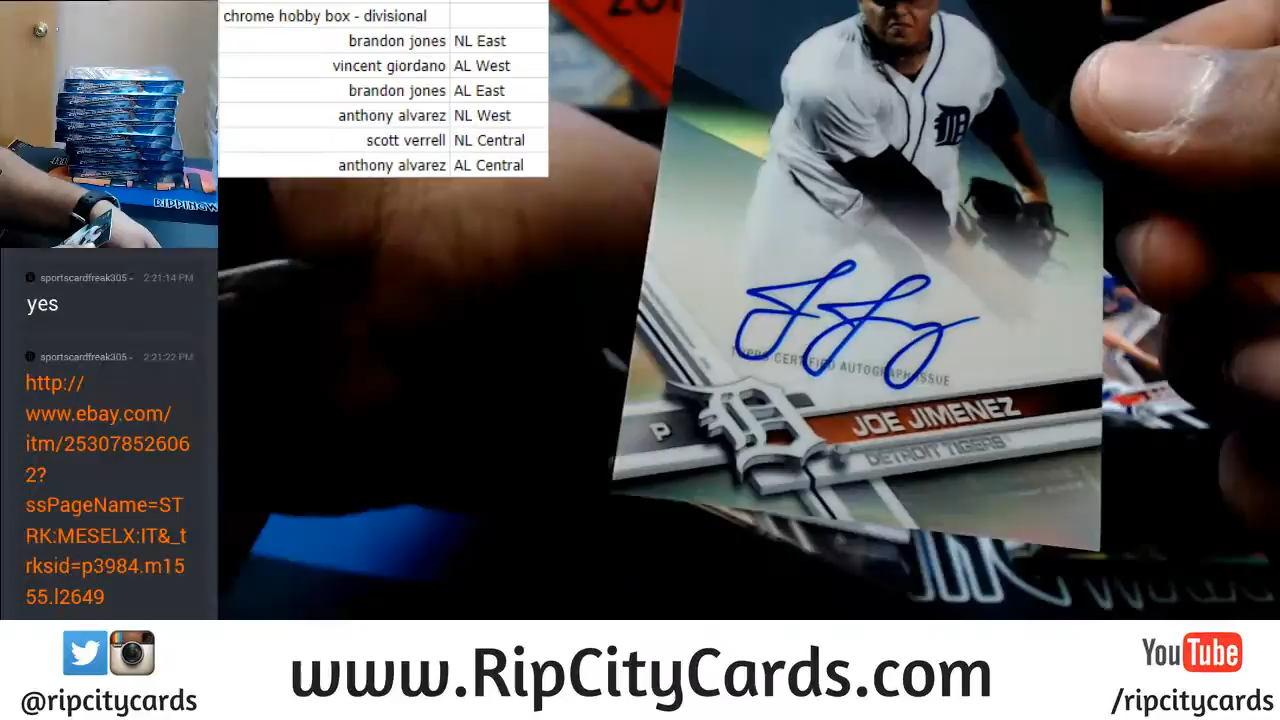 chrome hobby box - divisional
brandon jones NL East
vincent giordano AL West
brandon jones AL East
anthony alvarez NL West
scott verrell NL Central
anthony alvarez AL Central
RIPPINGW
sportscardfreak305 - 2:21:14 PM
yes
sportscardfreak305 - 2:21:22 PM
http://
www.ebay.com/
itm/25307852606
2?
ssPageName=ST
RK:MESELX:IT&_t
rksid=p3984.m15
55.l2649
TOPPS CERTIFIED AUTOGRAPH ISSUE
P
JOE JIMENEZ
DETROIT TIGERS
@ripcitycards
www.RipCityCards.com
YouTube
/ripcitycards